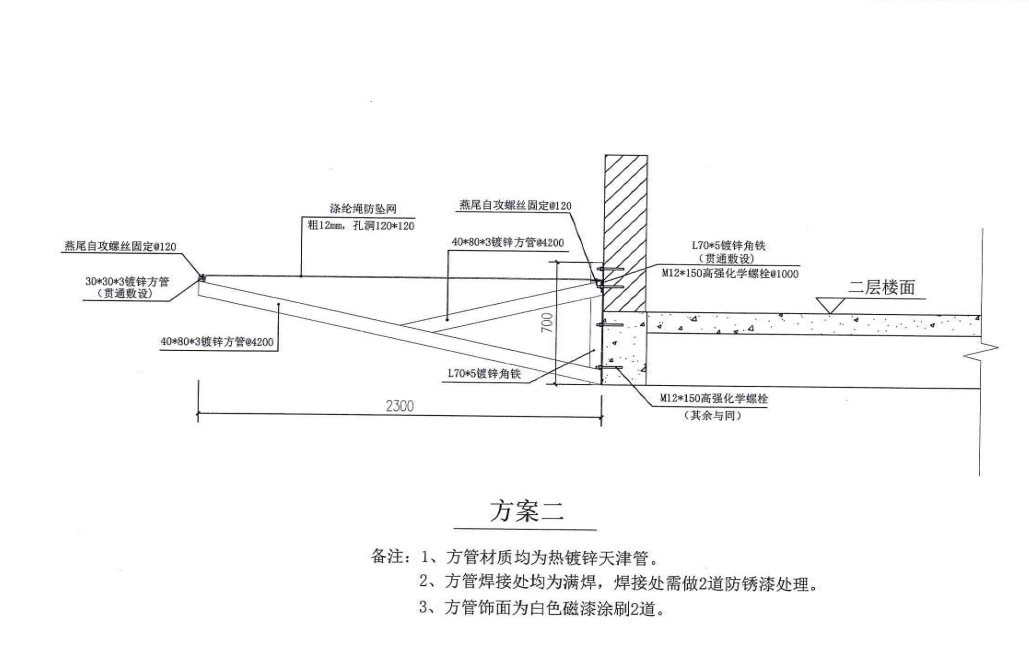 涤纶绳防坠网
粗12mm，孔洞120*120
燕尾自攻螺丝固定@120
40*80*3镀锌方管@4200
燕尾自攻螺丝固定@120
30*30*3镀锌方管
（贯通敷设）
L70*5镀锌角铁
（贯通敷设）
M12*150高强化学螺栓@1000
二层楼面
700
40*80*3镀锌方管@4200
L70*5镀锌角铁
M12*150高强化学螺栓
（其余与同）
2300
方案二
备注：1、方管材质均为热镀锌天津管。
2、方管焊接处均为满焊，焊接处需做2道防锈漆处理。
3、方管饰面为白色磁漆涂刷2道。